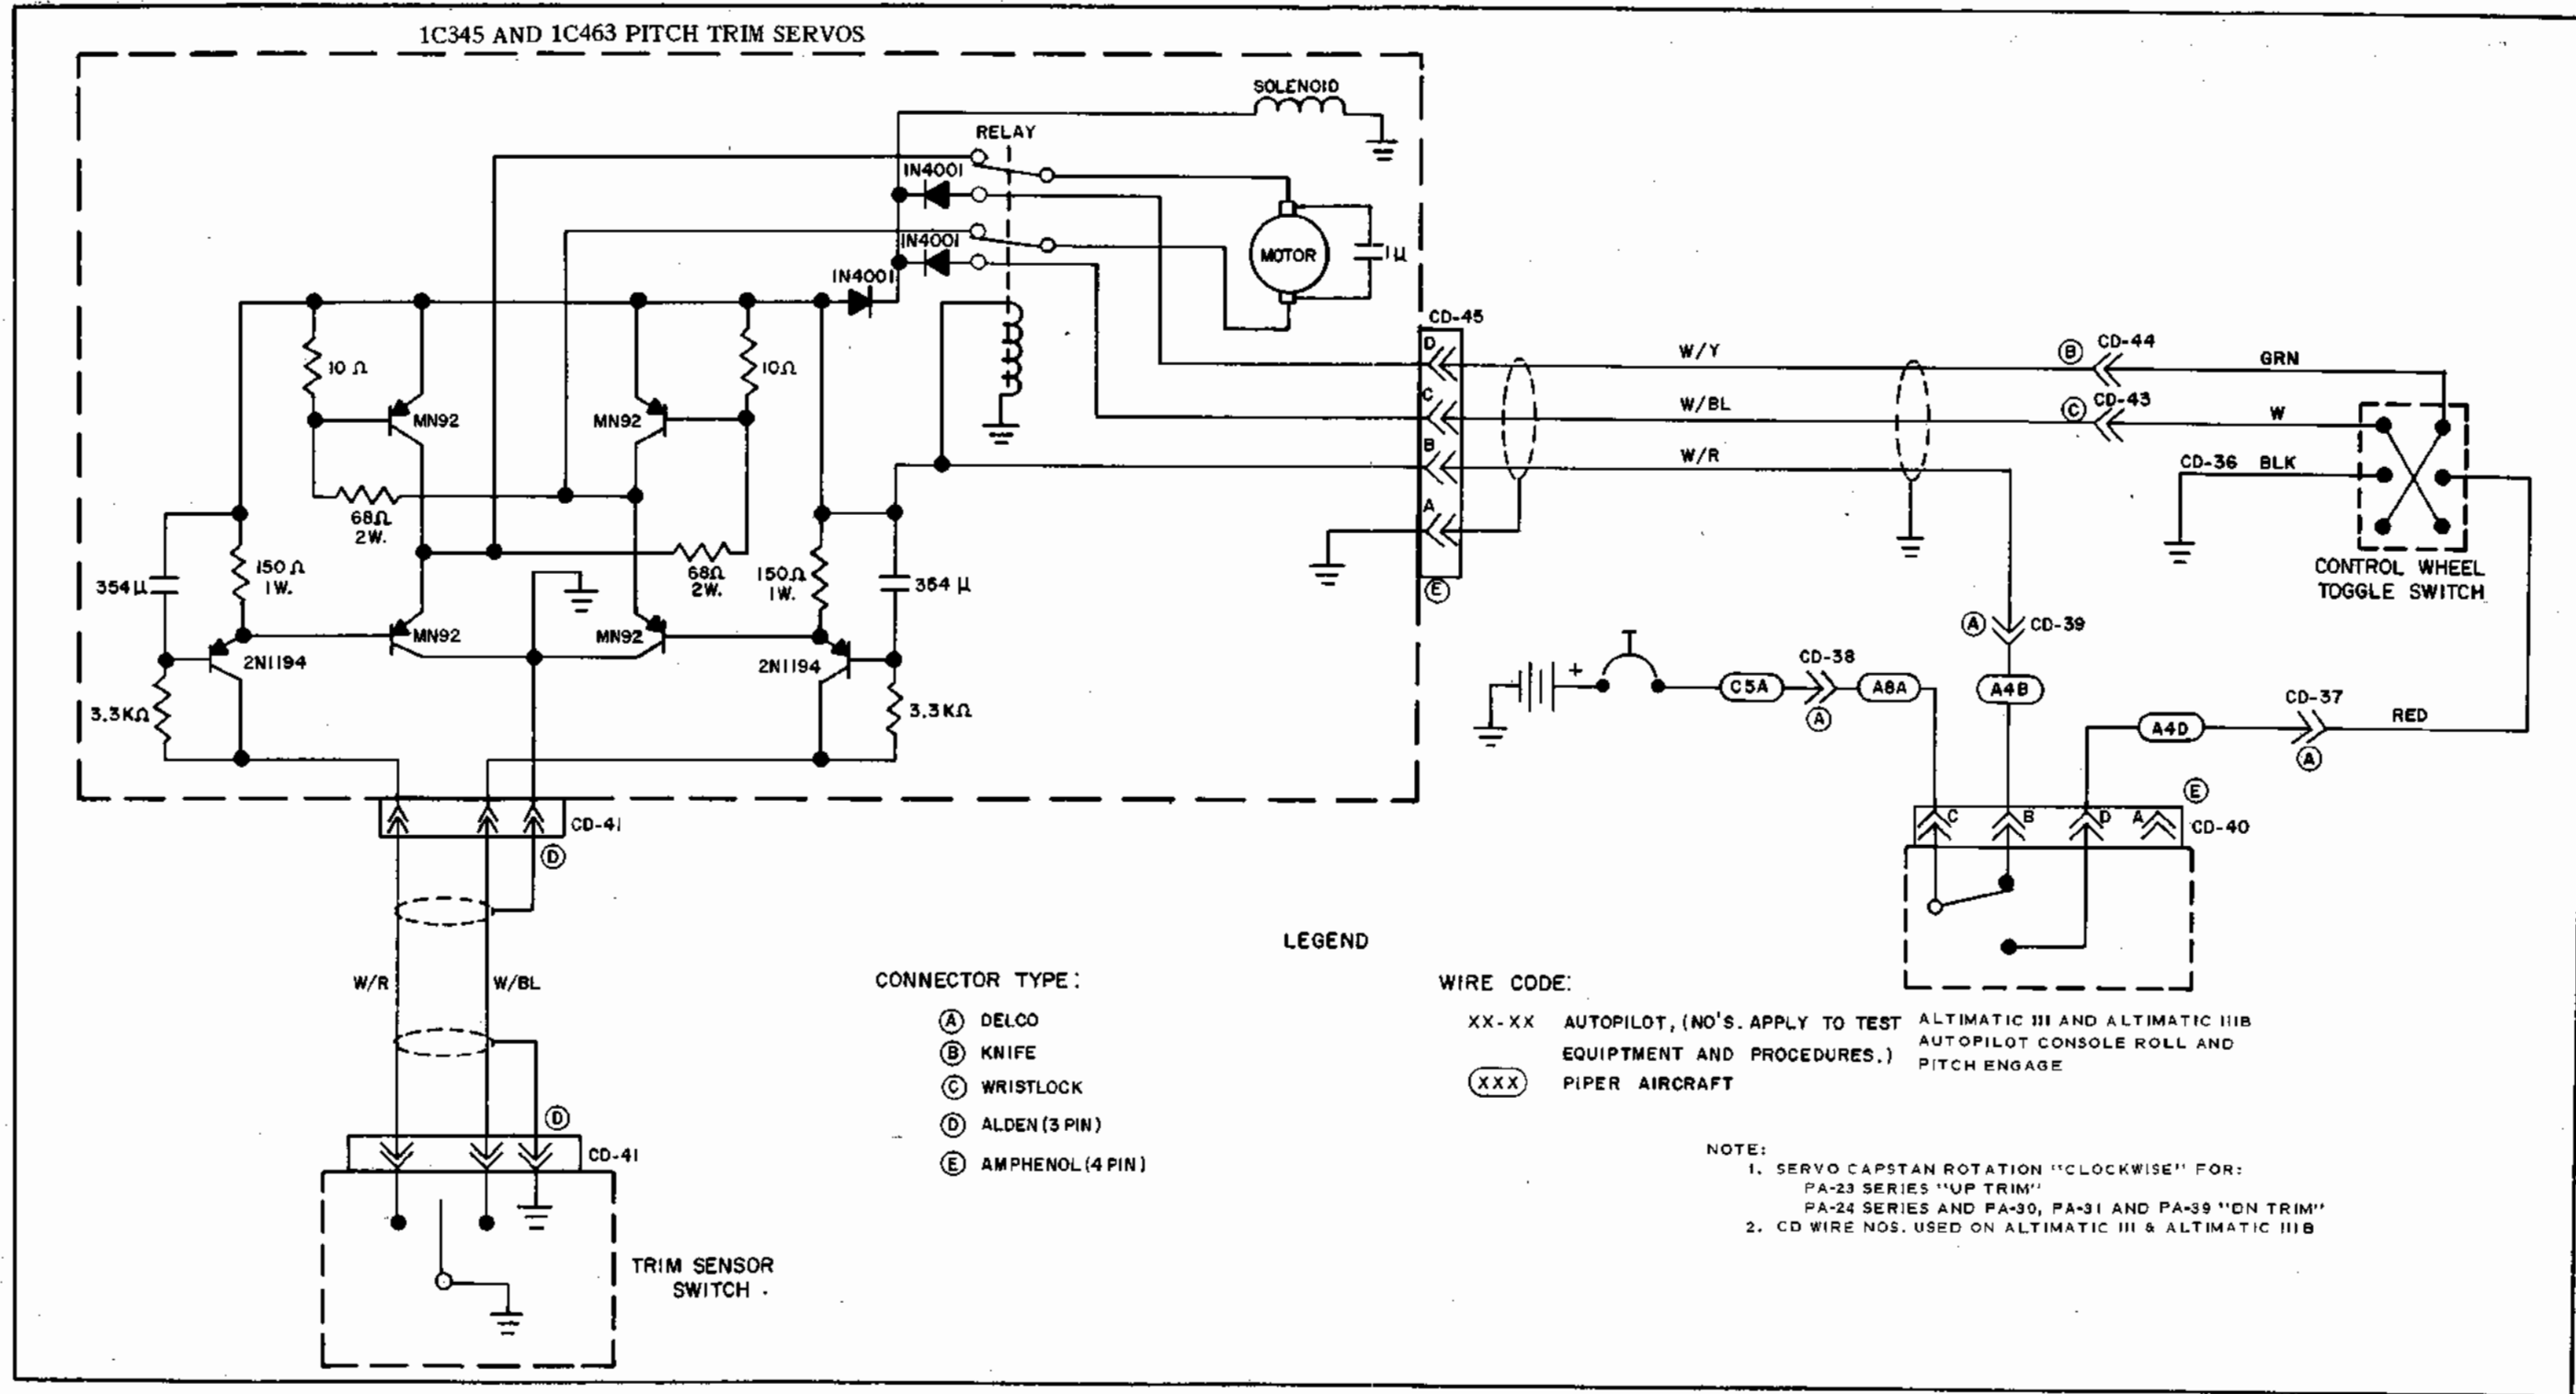 1C345 AND 1C463 PITCH TRIM SERVOS
SOLENOID
RELAY
1N4001
1N4001
1N4001
MOTOR
1µ
10 Ω
MN92
MN92
10Ω
68Ω
2W.
68Ω
2W.
354µ
150Ω
1W.
150Ω
1W.
354 µ
MN92
MN92
2N1194
2N1194
3.3KΩ
3.3KΩ
CD-45
D
C
B
A
E
W/Y
W/BL
W/R
B
CD-44
GRN
C
CD-43
W
CD-36 BLK
CONTROL WHEEL
TOGGLE SWITCH
A
CD-39
+
C5A
CD-38
A
A8A
A4B
A4D
CD-37
A
RED
E
C
B
D
A
CD-40
CD-41
D
W/R
W/BL
D
CD-41
TRIM SENSOR
SWITCH .
LEGEND
CONNECTOR TYPE:
A DELCO
B KNIFE
C WRISTLOCK
D ALDEN (3 PIN)
E AMPHENOL (4 PIN)
WIRE CODE:
XX-XX AUTOPILOT, (NO'S. APPLY TO TEST
EQUIPTMENT AND PROCEDURES.)
XXX PIPER AIRCRAFT
ALTIMATIC III AND ALTIMATIC IIIB
AUTOPILOT CONSOLE ROLL AND
PITCH ENGAGE
NOTE:
1. SERVO CAPSTAN ROTATION "CLOCKWISE" FOR:
PA-23 SERIES "UP TRIM"
PA-24 SERIES AND PA-30, PA-31 AND PA-39 "DN TRIM"
2. CD WIRE NOS. USED ON ALTIMATIC III & ALTIMATIC IIIB